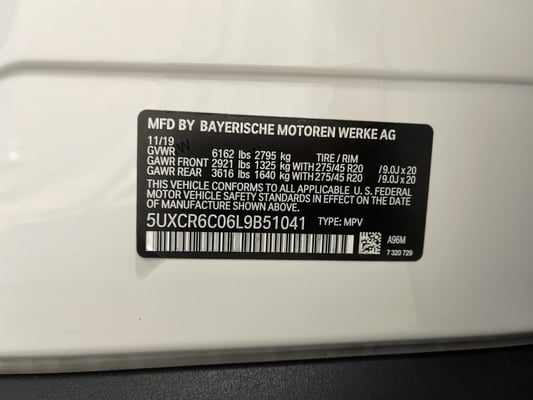 MFD BY BAYERISCHE MOTOREN WERKE AG
11/19
GVWR 6162 lbs 2795 kg TIRE / RIM
GAWR FRONT 2921 lbs 1325 kg WITH 275/45 R20 /9.0J x 20
GAWR REAR 3616 lbs 1640 kg WITH 275/45 R20 /9.0J x 20
THIS VEHICLE CONFORMS TO ALL APPLICABLE U. S. FEDERAL
MOTOR VEHICLE SAFETY STANDARDS IN EFFECT ON THE DATE OF
MANUFACTURE SHOWN ABOVE.
5UXCR6C06L9B51041 TYPE: MPV
A96M
7 320 729